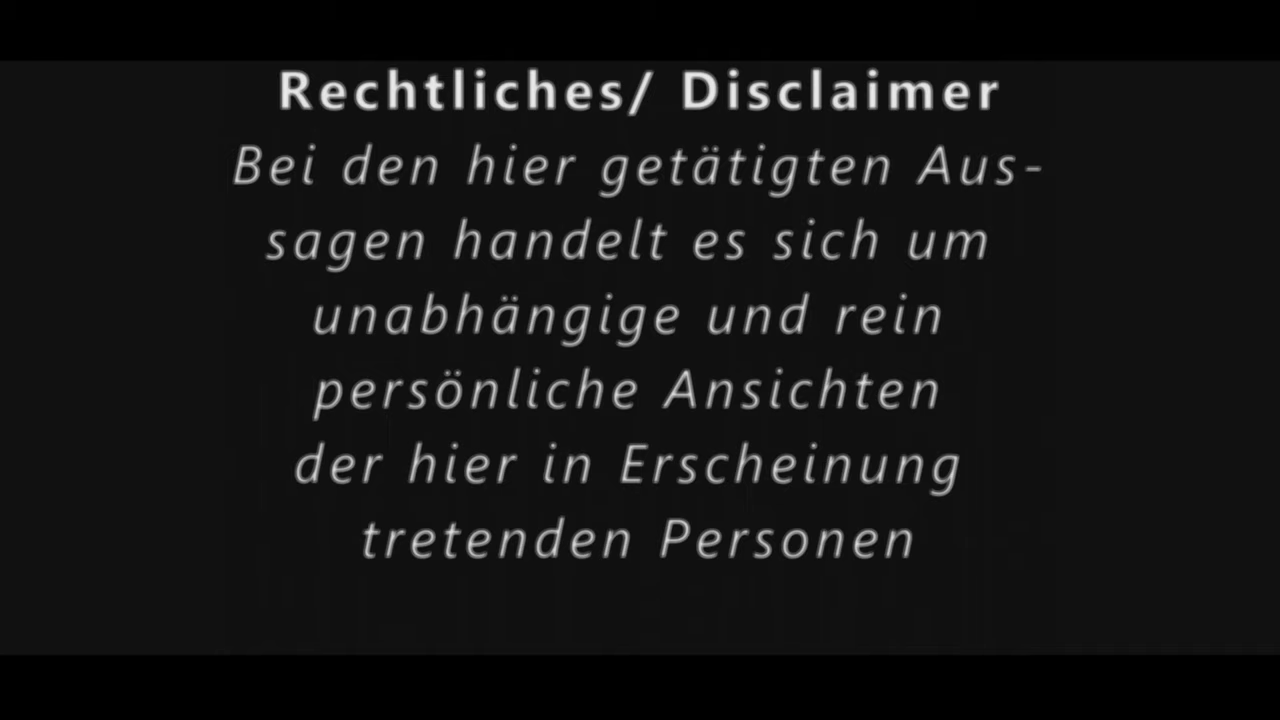 Rechtliches/ Disclaimer
Bei den hier getätigten Aus-
sagen handelt es sich um
unabhängige und rein
persönliche Ansichten
der hier in Erscheinung
tretenden Personen